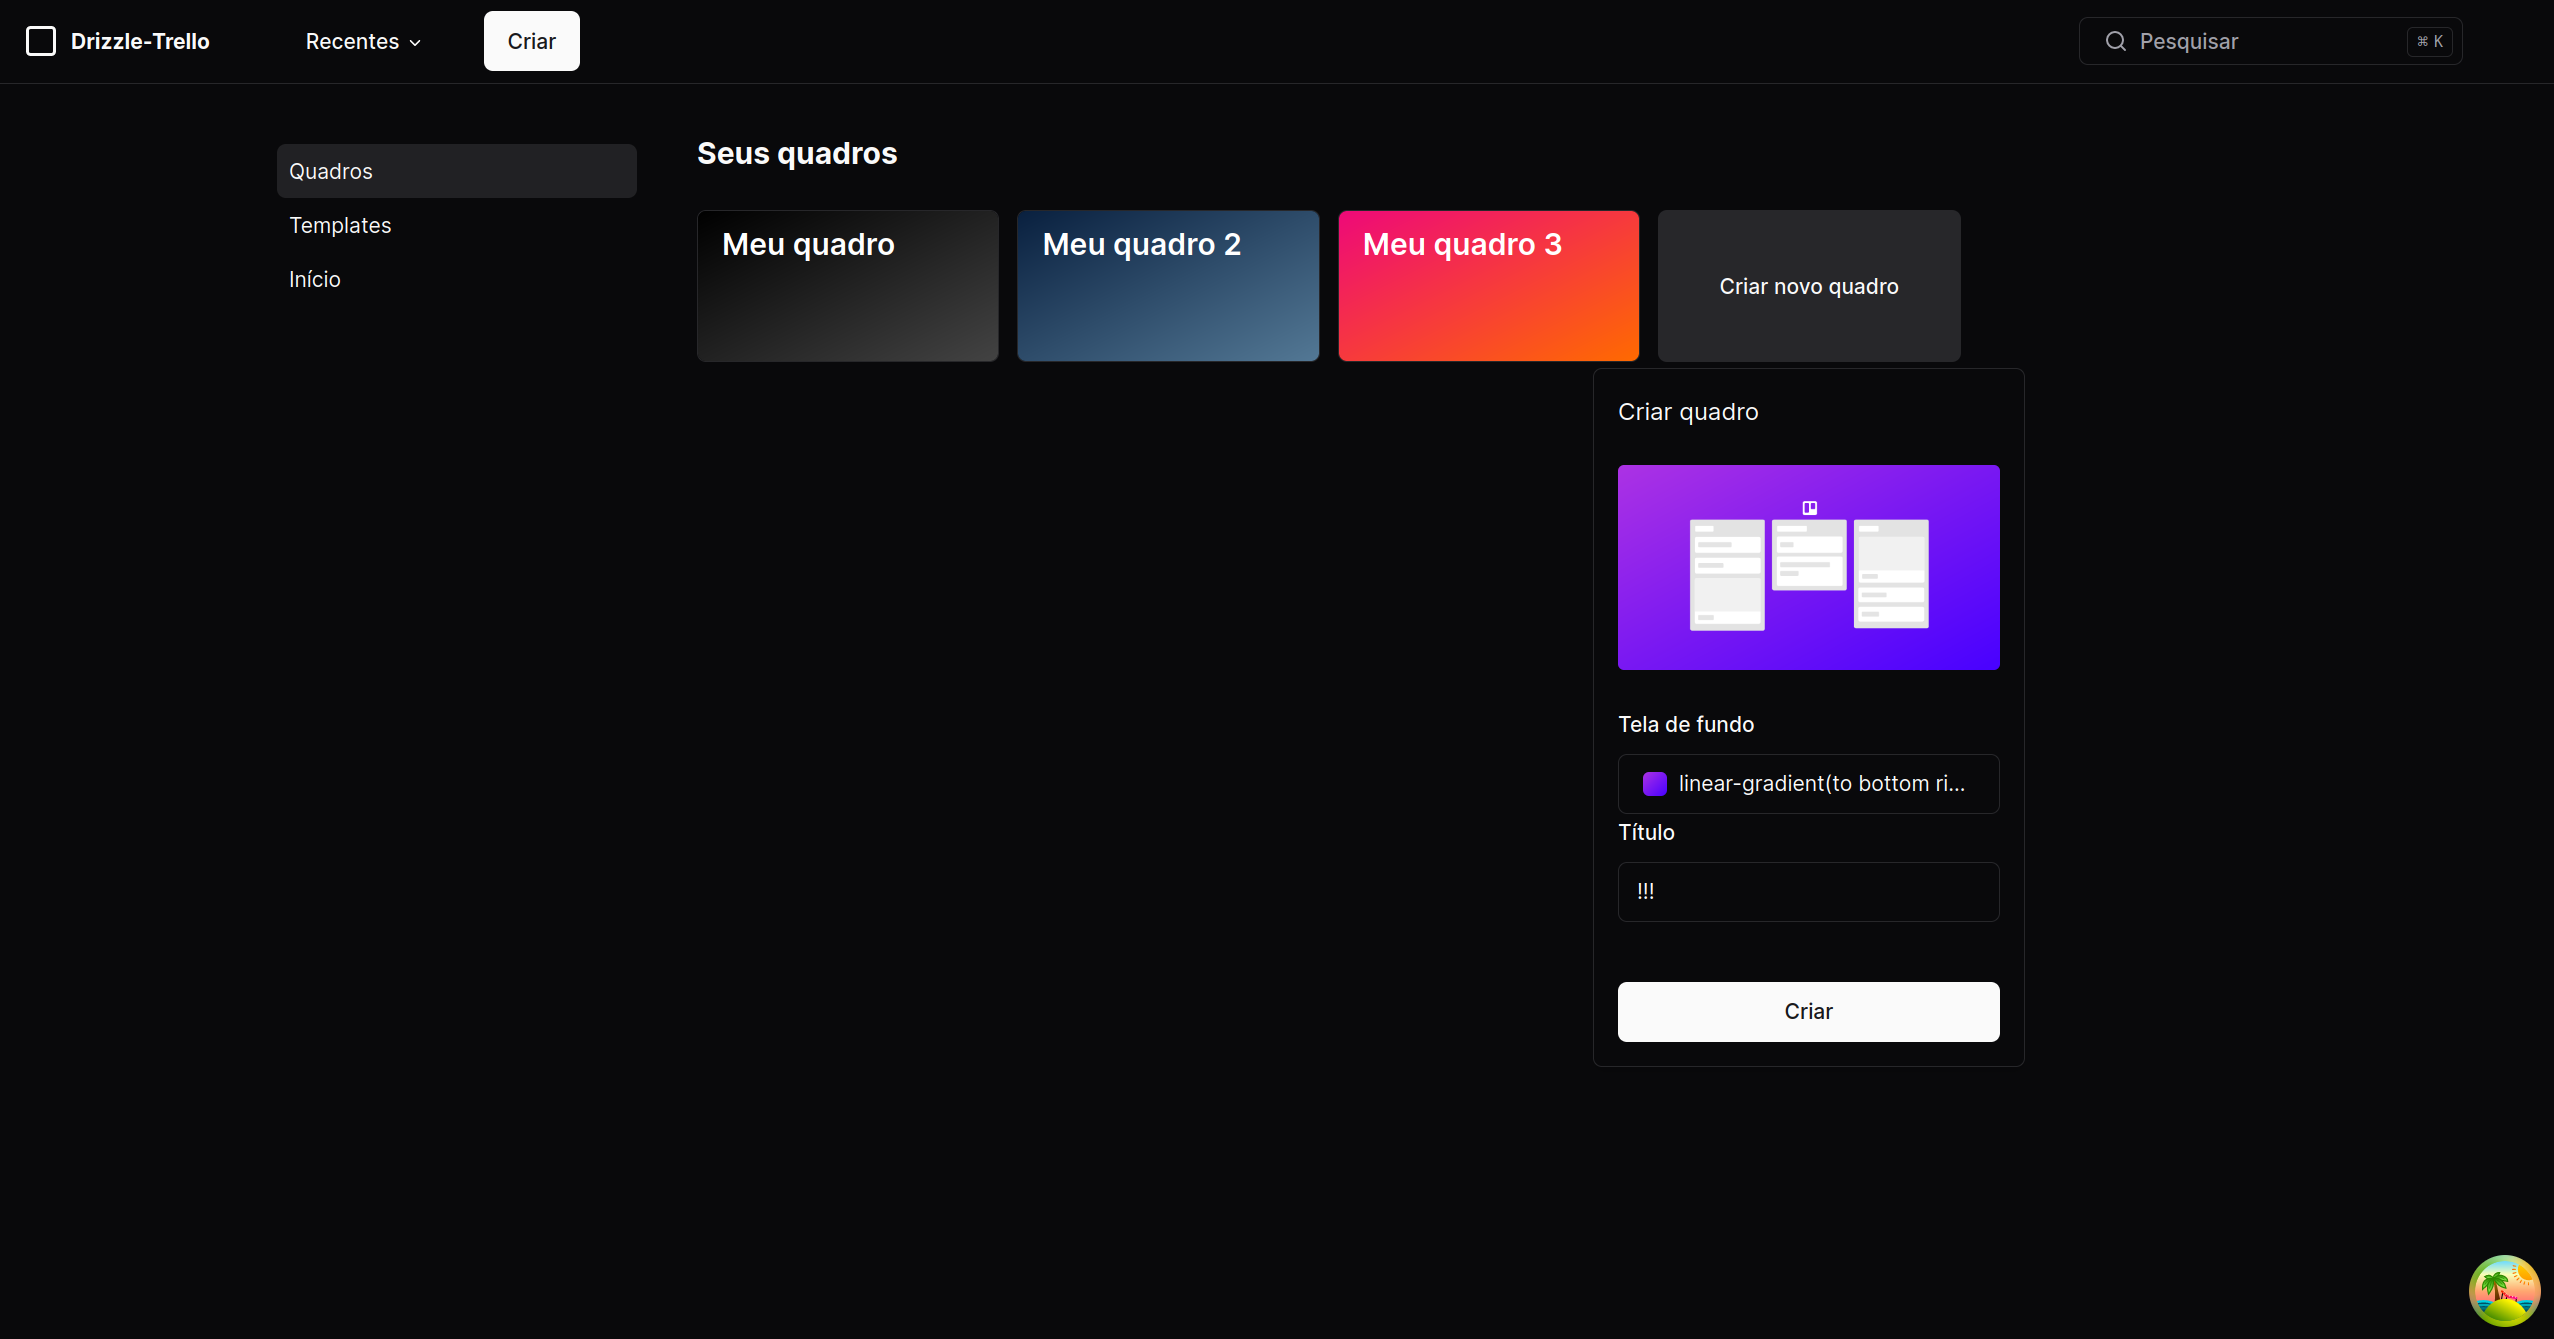 Drizzle-Trello
Recentes
Criar
Pesquisar
⌘ K
Quadros
Templates
Início
Seus quadros
Meu quadro
Meu quadro 2
Meu quadro 3
Criar novo quadro
Criar quadro
Tela de fundo
linear-gradient(to bottom ri...
Título
!!!
Criar